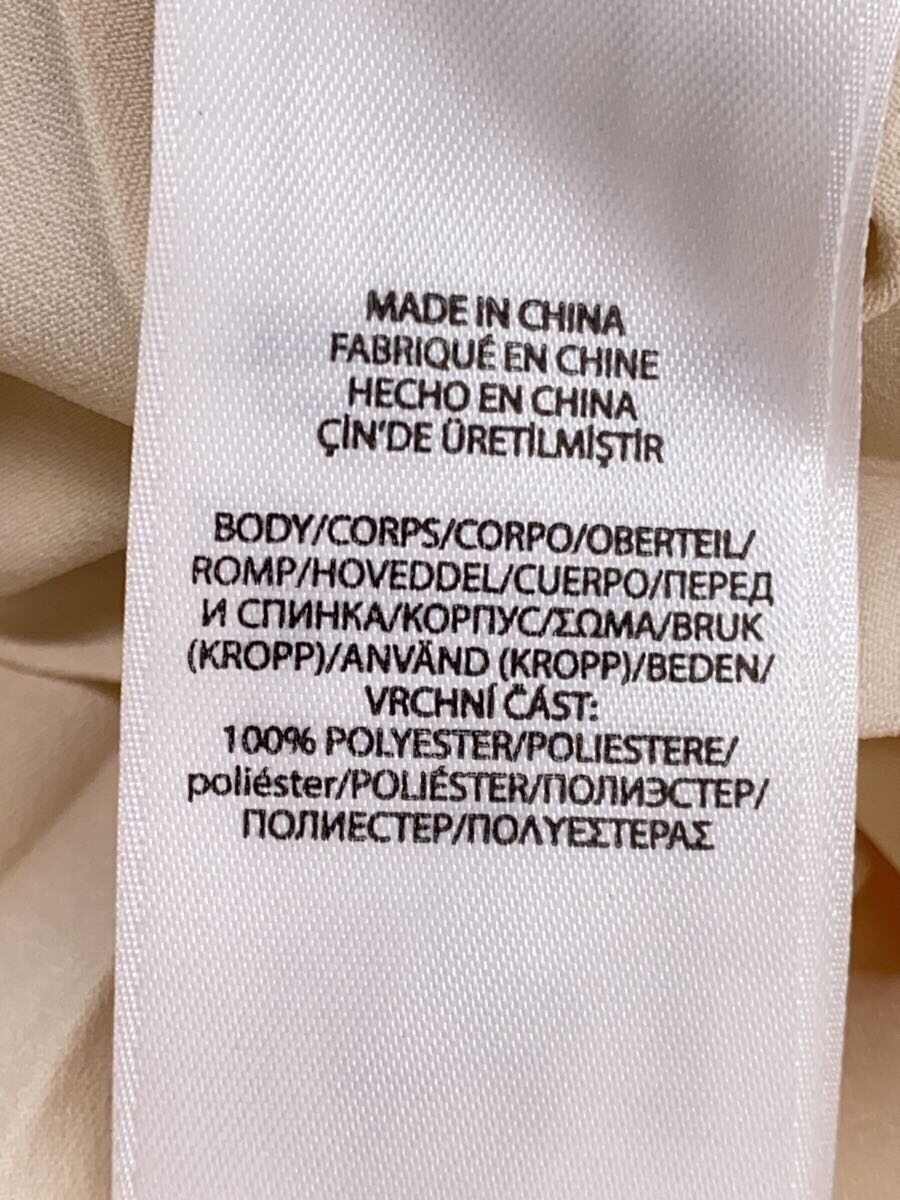 MADE IN CHINA
FABRIQUÉ EN CHINE
HECHO EN CHINA
ÇİN'DE ÜRETİLMİŞTİR
BODY/CORPS/CORPO/OBERTEIL/
ROMP/HOVEDDEL/CUERPO/ПЕРЕД
И СПИНКА/КОРПУС/ΣΩΜΑ/BRUK
(KROPP)/ANVÄND (KROPP)/BEDEN/
VRCHNÍ ČÁST:
100% POLYESTER/POLIESTERE/
poliéster/POLIÉSTER/ПОЛИЭСТЕР/
ПОЛИЕСТЕР/ΠΟΛΥΕΣΤΕΡΑΣ